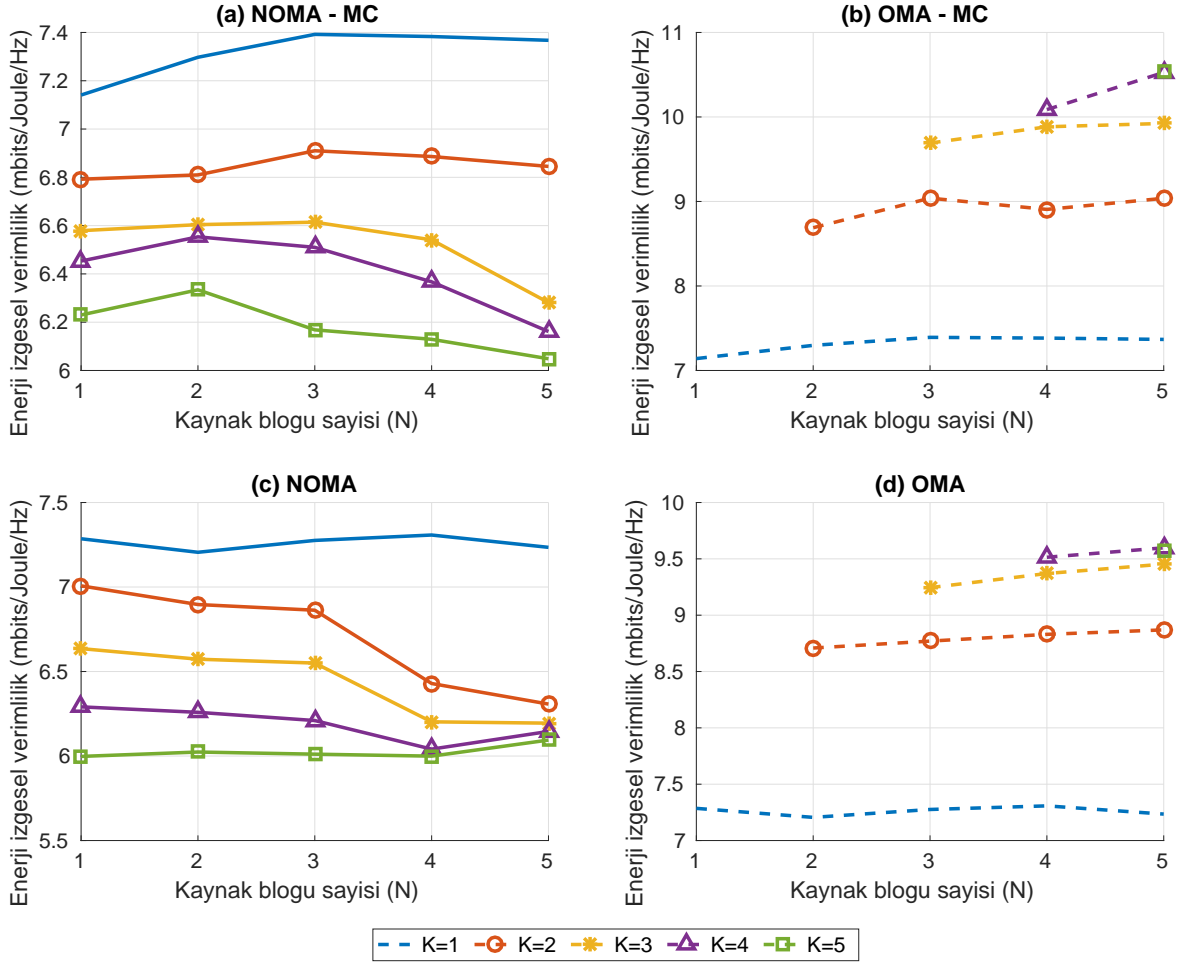 (a) NOMA - MC
Enerji izgesel verimlilik (mbits/Joule/Hz)
7.4
7.2
7
6.8
6.6
6.4
6.2
6
1 2 3 4 5
Kaynak blogu sayisi (N)
(b) OMA - MC
Enerji izgesel verimlilik (mbits/Joule/Hz)
11
10
9
8
7
1 2 3 4 5
Kaynak blogu sayisi (N)
(c) NOMA
Enerji izgesel verimlilik (mbits/Joule/Hz)
7.5
7
6.5
6
5.5
1 2 3 4 5
Kaynak blogu sayisi (N)
(d) OMA
Enerji izgesel verimlilik (mbits/Joule/Hz)
10
9.5
9
8.5
8
7.5
7
1 2 3 4 5
Kaynak blogu sayisi (N)
K=1 K=2 K=3 K=4 K=5